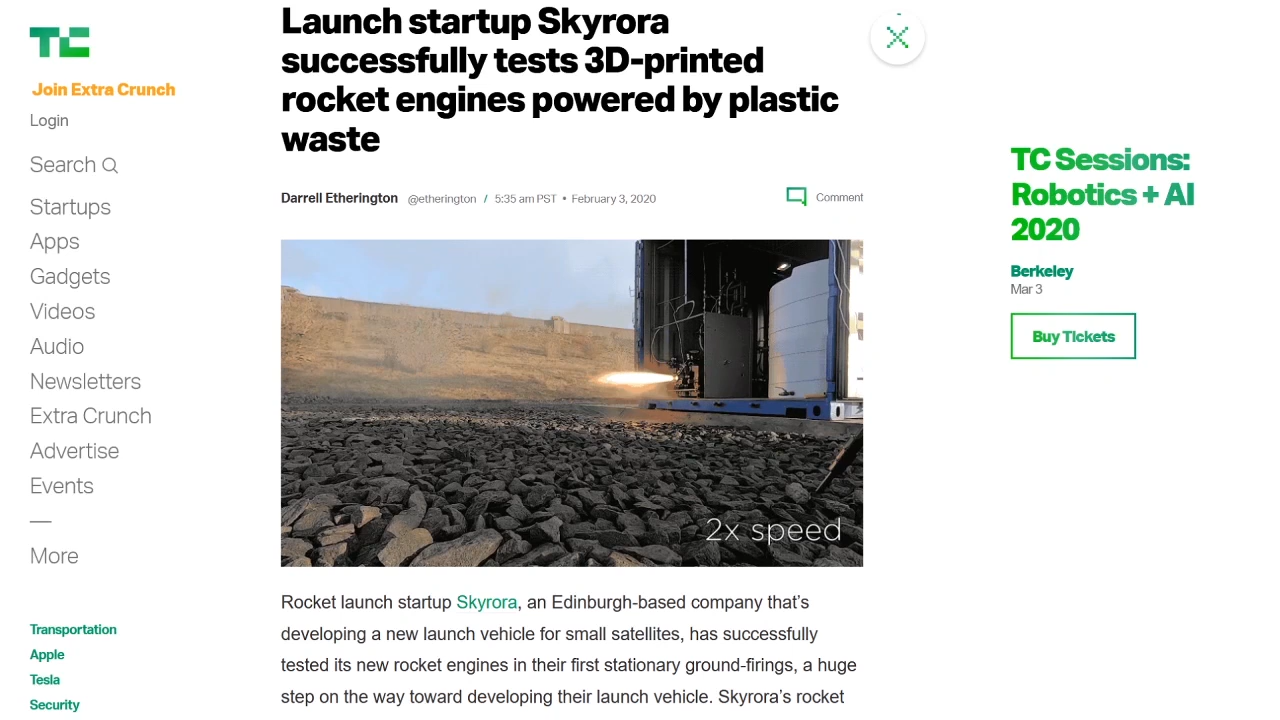 TC
Join Extra Crunch
Login
Search
Startups
Apps
Gadgets
Videos
Audio
Newsletters
Extra Crunch
Advertise
Events
—
More
Transportation
Apple
Tesla
Security
Launch startup Skyrora
successfully tests 3D-printed
rocket engines powered by plastic
waste
Darrell Etherington @etherington / 5:35 am PST • February 3, 2020
Comment
2x speed
Rocket launch startup Skyrora, an Edinburgh-based company that’s
developing a new launch vehicle for small satellites, has successfully
tested its new rocket engines in their first stationary ground-firings, a huge
step on the way toward developing their launch vehicle. Skyrora’s rocket
TC Sessions:
Robotics + AI
2020
Berkeley
Mar 3
Buy Tickets